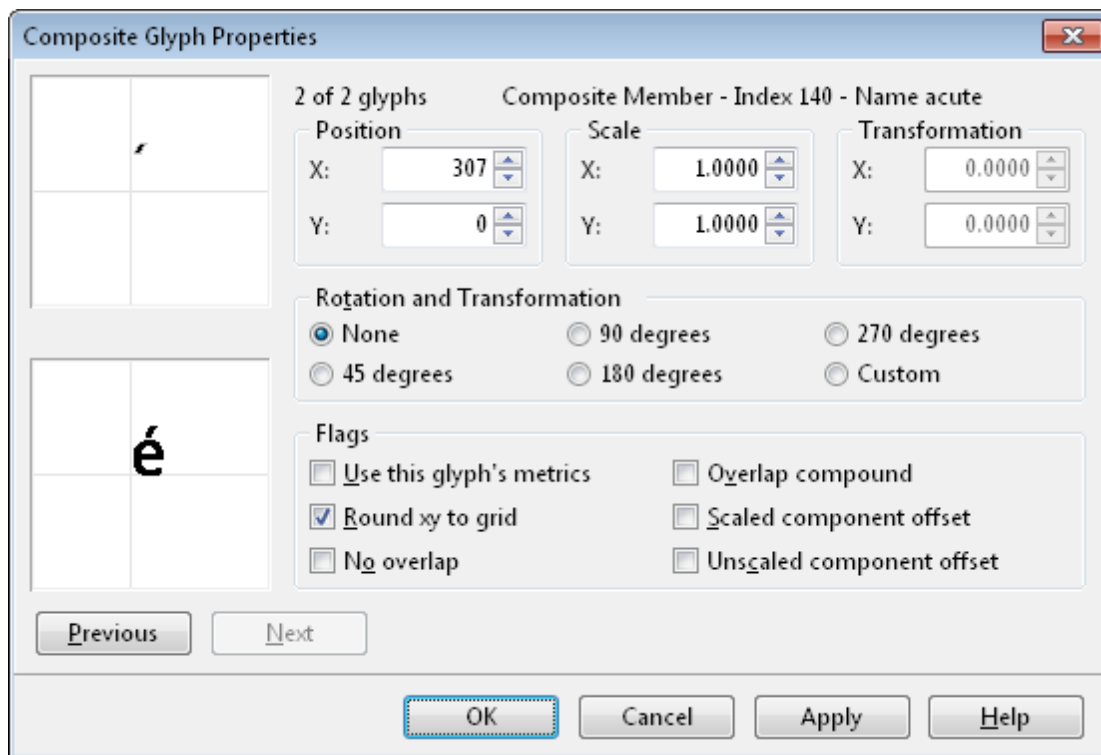 Composite Glyph Properties
2 of 2 glyphs Composite Member - Index 140 - Name acute
Position Scale Transformation
X: 307 X: 1.0000 X: 0.0000
Y: 0 Y: 1.0000 Y: 0.0000
Rotation and Transformation
None 90 degrees 270 degrees
45 degrees 180 degrees Custom
é
Flags
Use this glyph's metrics Overlap compound
Round xy to grid Scaled component offset
No overlap Unscaled component offset
Previous Next
OK Cancel Apply Help